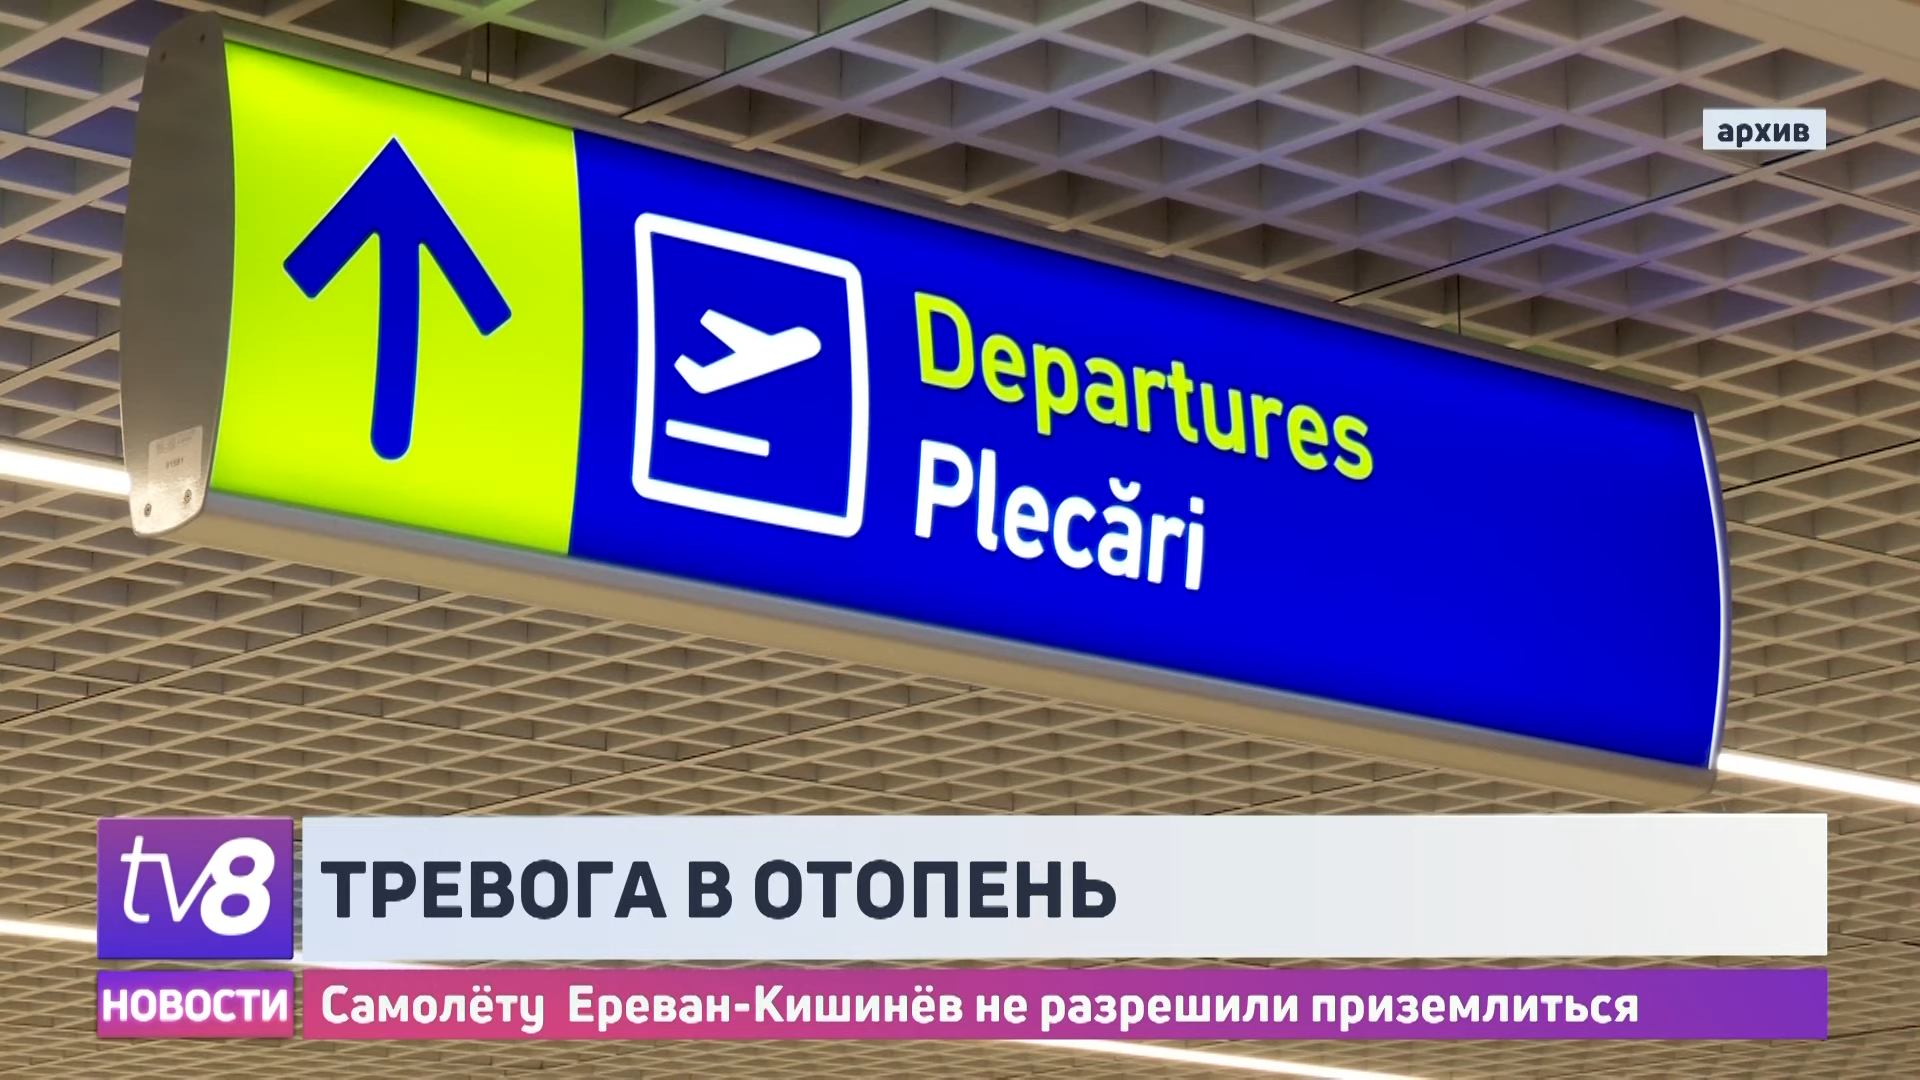 архив
Departures
Plecări
tv8
ТРЕВОГА В ОТОПЕНЬ
НОВОСТИ
Самолёту Ереван-Кишинёв не разрешили приземлиться